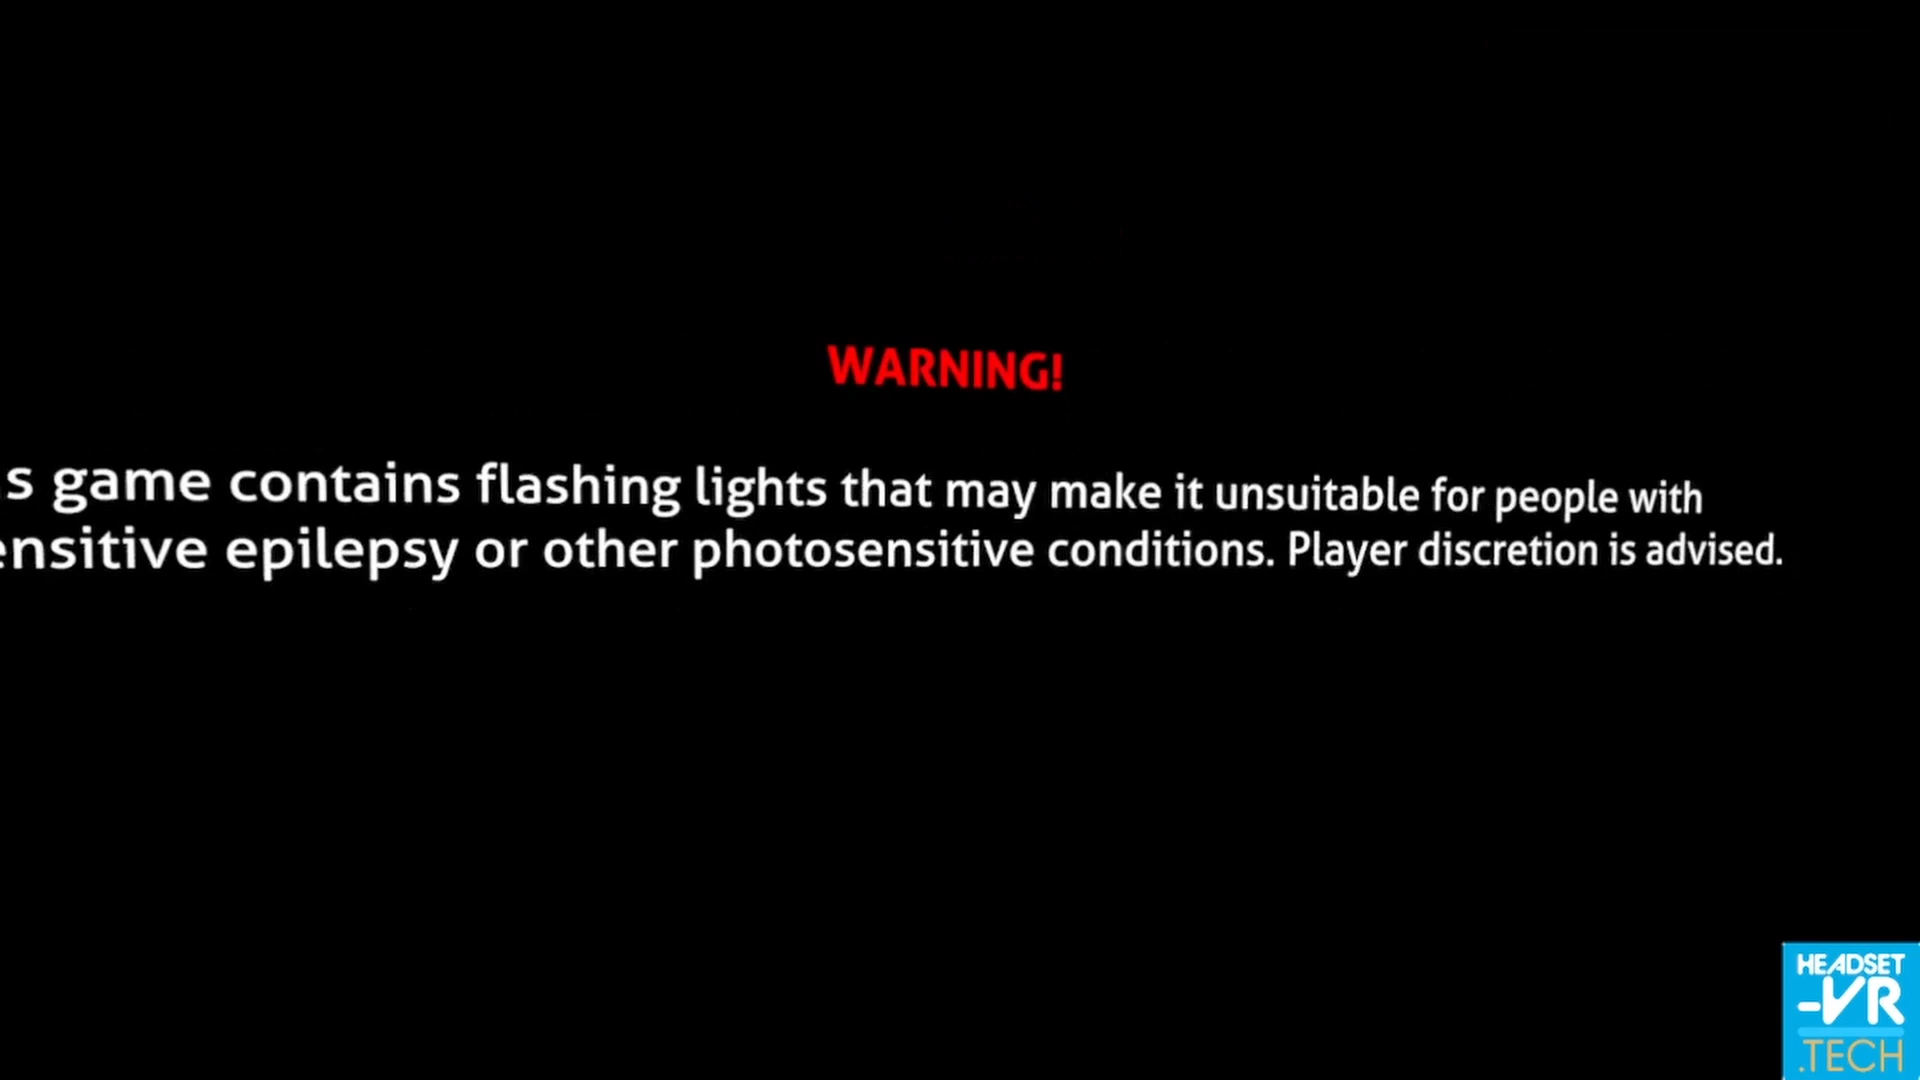 WARNING!
s game contains flashing lights that may make it unsuitable for people with
ensitive epilepsy or other photosensitive conditions. Player discretion is advised.
HEADSET
-VR
.TECH